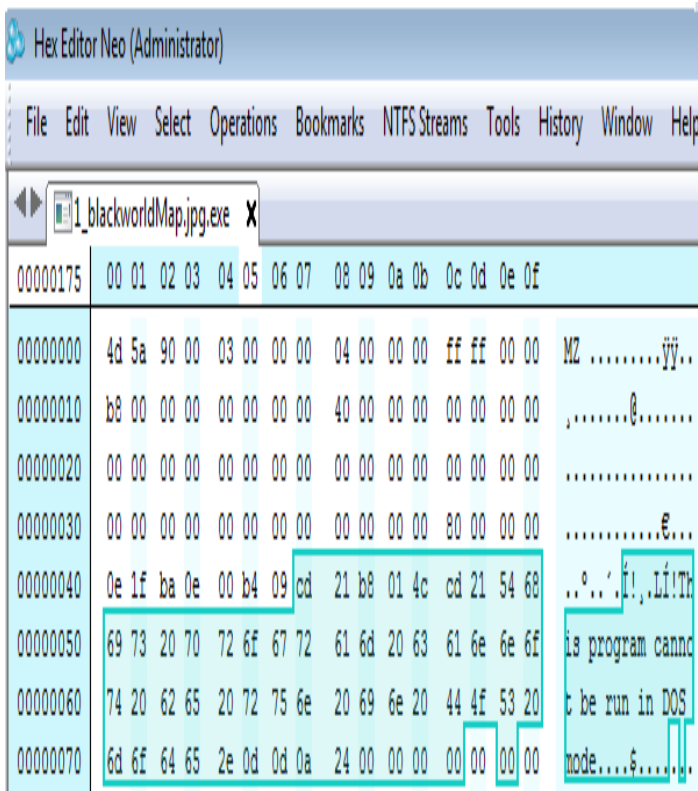 Hex Editor Neo (Administrator)
File Edit View Select Operations Bookmarks NTFS Streams Tools History Window Help
1_blackworldMap.jpg.exe X
00000175 00 01 02 03 04 05 06 07 08 09 0a 0b 0c 0d 0e 0f
00000000 4d 5a 90 00 03 00 00 00 04 00 00 00 ff ff 00 00 MZ .........ÿÿ..
00000010 b8 00 00 00 00 00 00 00 40 00 00 00 00 00 00 00 ¸.......@.......
00000020 00 00 00 00 00 00 00 00 00 00 00 00 00 00 00 00 ................
00000030 00 00 00 00 00 00 00 00 00 00 00 00 80 00 00 00 ............€...
00000040 0e 1f ba 0e 00 b4 09 cd 21 b8 01 4c cd 21 54 68 ..º..´.Í!¸.LÍ!Th
00000050 69 73 20 70 72 6f 67 72 61 6d 20 63 61 6e 6e 6f is program canno
00000060 74 20 62 65 20 72 75 6e 20 69 6e 20 44 4f 53 20 t be run in DOS
00000070 6d 6f 64 65 2e 0d 0d 0a 24 00 00 00 00 00 00 00 mode....$.......